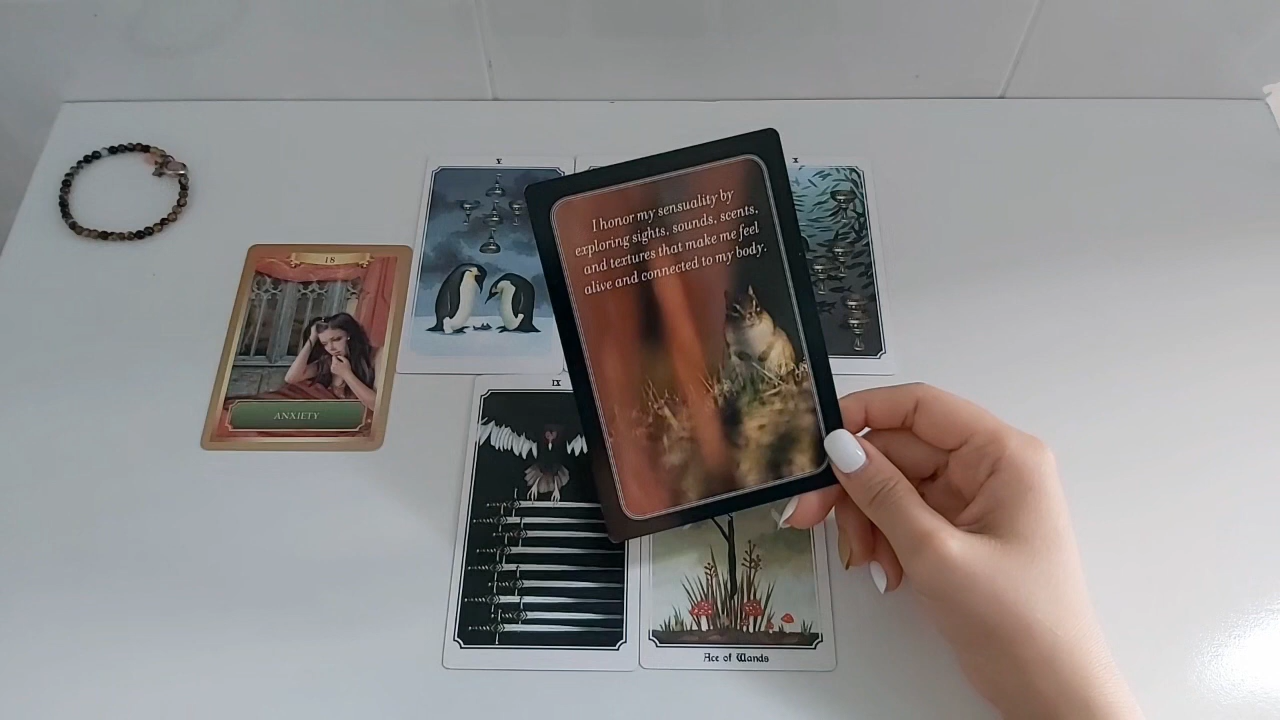 V
X
I honor my sensuality by
exploring sights, sounds, scents,
and textures that make me feel
alive and connected to my body.
18
ANXIETY
IX
Ace of Wands